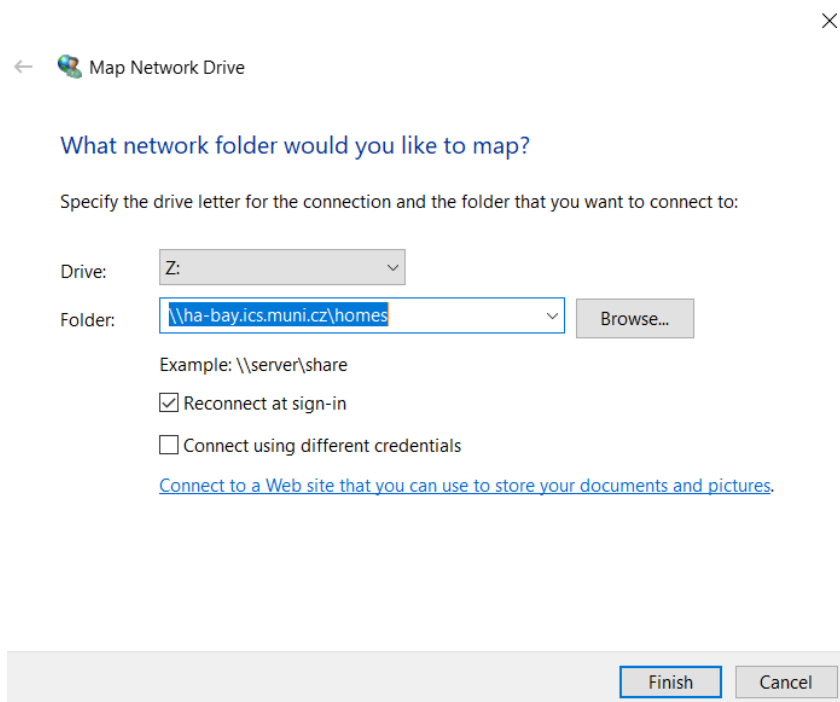 Map Network Drive
What network folder would you like to map?
Specify the drive letter for the connection and the folder that you want to connect to:
Drive: Z:
Folder: \\ha-bay.ics.muni.cz\homes Browse...
Example: \\server\share
Reconnect at sign-in
Connect using different credentials
Connect to a Web site that you can use to store your documents and pictures.
Finish Cancel